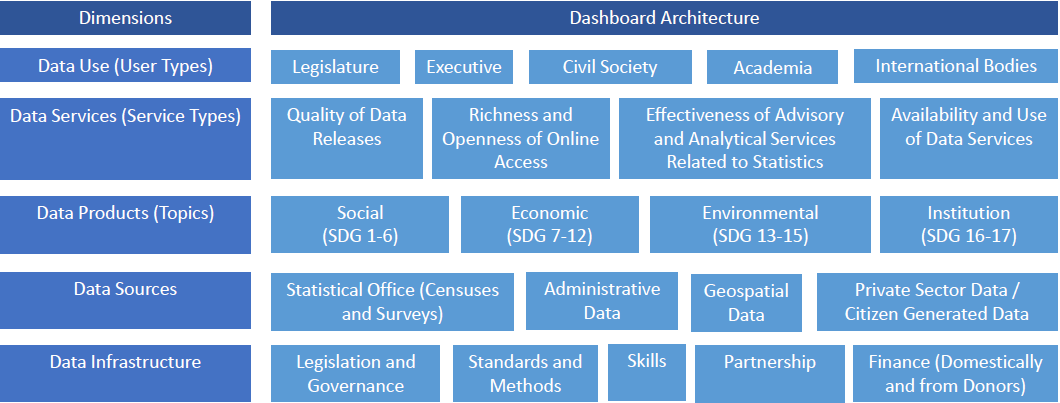 Dimensions
Dashboard Architecture
Data Use (User Types)
Legislature
Executive
Civil Society
Academia
International Bodies
Data Services (Service Types)
Quality of Data
Releases
Richness and
Openness of Online
Access
Effectiveness of Advisory
and Analytical Services
Related to Statistics
Availability and Use
of Data Services
Data Products (Topics)
Social
(SDG 1-6)
Economic
(SDG 7-12)
Environmental
(SDG 13-15)
Institution
(SDG 16-17)
Data Sources
Statistical Office (Censuses
and Surveys)
Administrative
Data
Geospatial
Data
Private Sector Data /
Citizen Generated Data
Data Infrastructure
Legislation and
Governance
Standards and
Methods
Skills
Partnership
Finance (Domestically
and from Donors)